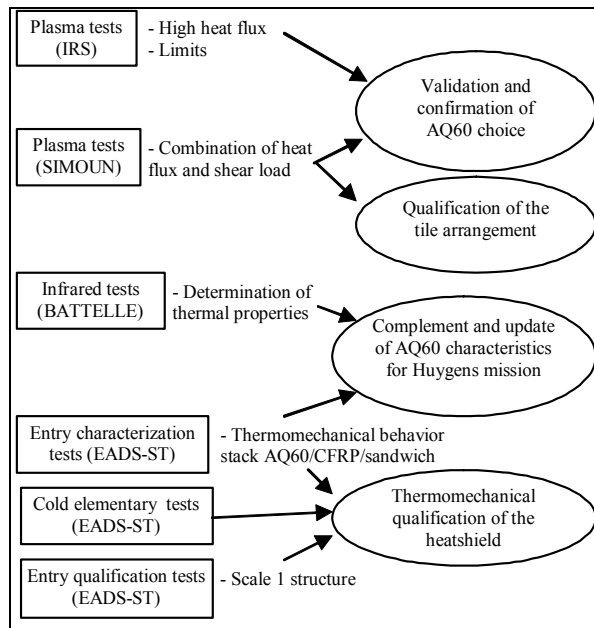 Plasma tests
(IRS)
- High heat flux
- Limits
Validation and
confirmation of
AQ60 choice
Plasma tests
(SIMOUN)
- Combination of heat
flux and shear load
Qualification of the
tile arrangement
Infrared tests
(BATTELLE)
- Determination of
thermal properties
Complement and update
of AQ60 characteristics
for Huygens mission
Entry characterization
tests (EADS-ST)
- Thermomechanical behavior
stack AQ60/CFRP/sandwich
Cold elementary tests
(EADS-ST)
Thermomechanical
qualification of the
heatshield
Entry qualification tests
(EADS-ST)
- Scale 1 structure